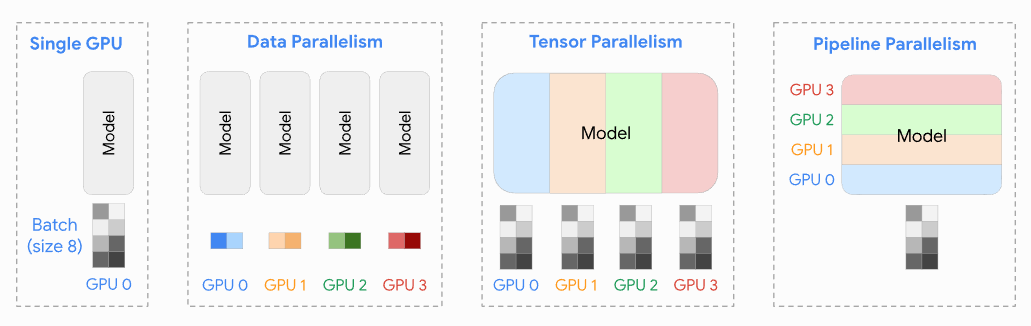 Single GPU
Model
Batch
(size 8)
GPU 0
Data Parallelism
Model
Model
Model
Model
GPU 0
GPU 1
GPU 2
GPU 3
Tensor Parallelism
Model
GPU 0
GPU 1
GPU 2
GPU 3
Pipeline Parallelism
GPU 3
GPU 2
Model
GPU 1
GPU 0